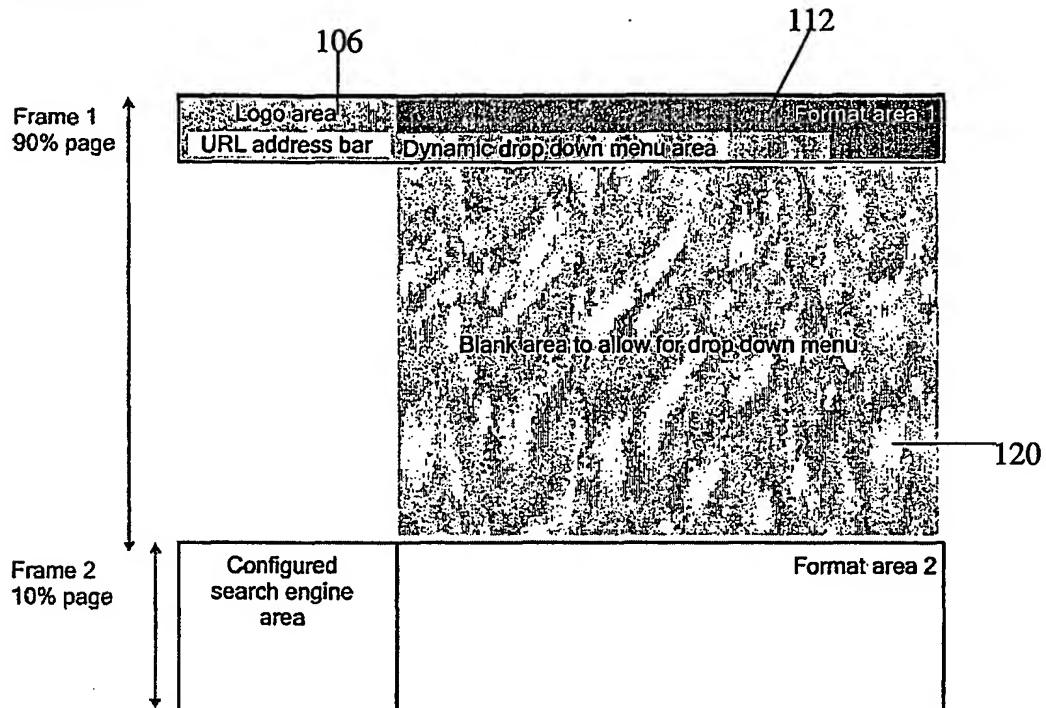 106
112
Frame 1
90% page
Logo area
Format area 1
URL address bar
Dynamic drop down menu area
Blank area to allow for drop down menu
120
Frame 2
10% page
Configured
search engine
area
Format area 2